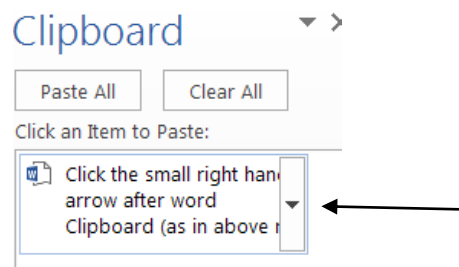 Clipboard
Paste All Clear All
Click an Item to Paste:
Click the small right hand
arrow after word
Clipboard (as in above